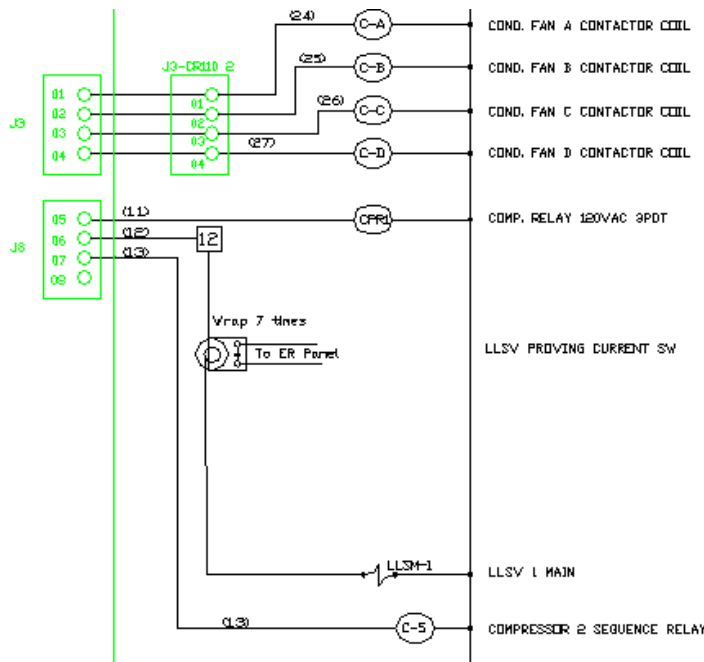 (24) C-A COND. FAN A CONTACTOR COIL
J3-CR110 2 (25) C-B COND. FAN B CONTACTOR COIL
01 01 (26) C-C COND. FAN C CONTACTOR COIL
J3 02 02
03 03
04 04 (27) C-D COND. FAN D CONTACTOR COIL
05 (11) CPR1 COMP. RELAY 120VAC 3PDT
06 (12) 12
J8 07 (13)
Wrap 7 times
To ER Panel LLSV PROVING CURRENT SW
LLSM-1
LLSV 1 MAIN
(13) C-5 COMPRESSOR 2 SEQUENCE RELAY